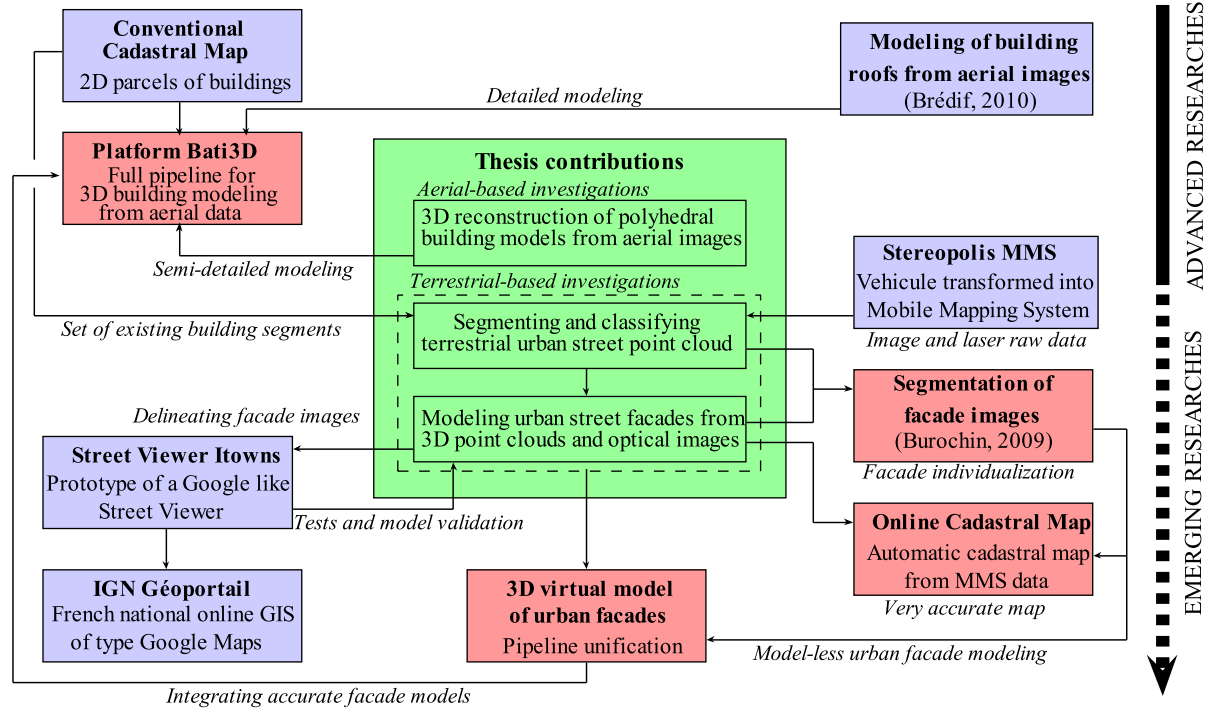 Conventional
Cadastral Map
2D parcels of buildings
Modeling of building
roofs from aerial images
(Brédif, 2010)
Detailed modeling
Platform Bati3D
Full pipeline for
3D building modeling
from aerial data
Thesis contributions
Aerial-based investigations
3D reconstruction of polyhedral
building models from aerial images
Semi-detailed modeling
Terrestrial-based investigations
Stereopolis MMS
Vehicule transformed into
Mobile Mapping System
Image and laser raw data
Set of existing building segments
Segmenting and classifying
terrestrial urban street point cloud
Segmentation of
facade images
(Burochin, 2009)
Facade individualization
Delineating facade images
Modeling urban street facades from
3D point clouds and optical images
Street Viewer Itowns
Prototype of a Google like
Street Viewer
Tests and model validation
Online Cadastral Map
Automatic cadastral map
from MMS data
Very accurate map
IGN Géoportail
French national online GIS
of type Google Maps
3D virtual model
of urban facades
Pipeline unification
Model-less urban facade modeling
Integrating accurate facade models
ADVANCED RESEARCHES
EMERGING RESEARCHES